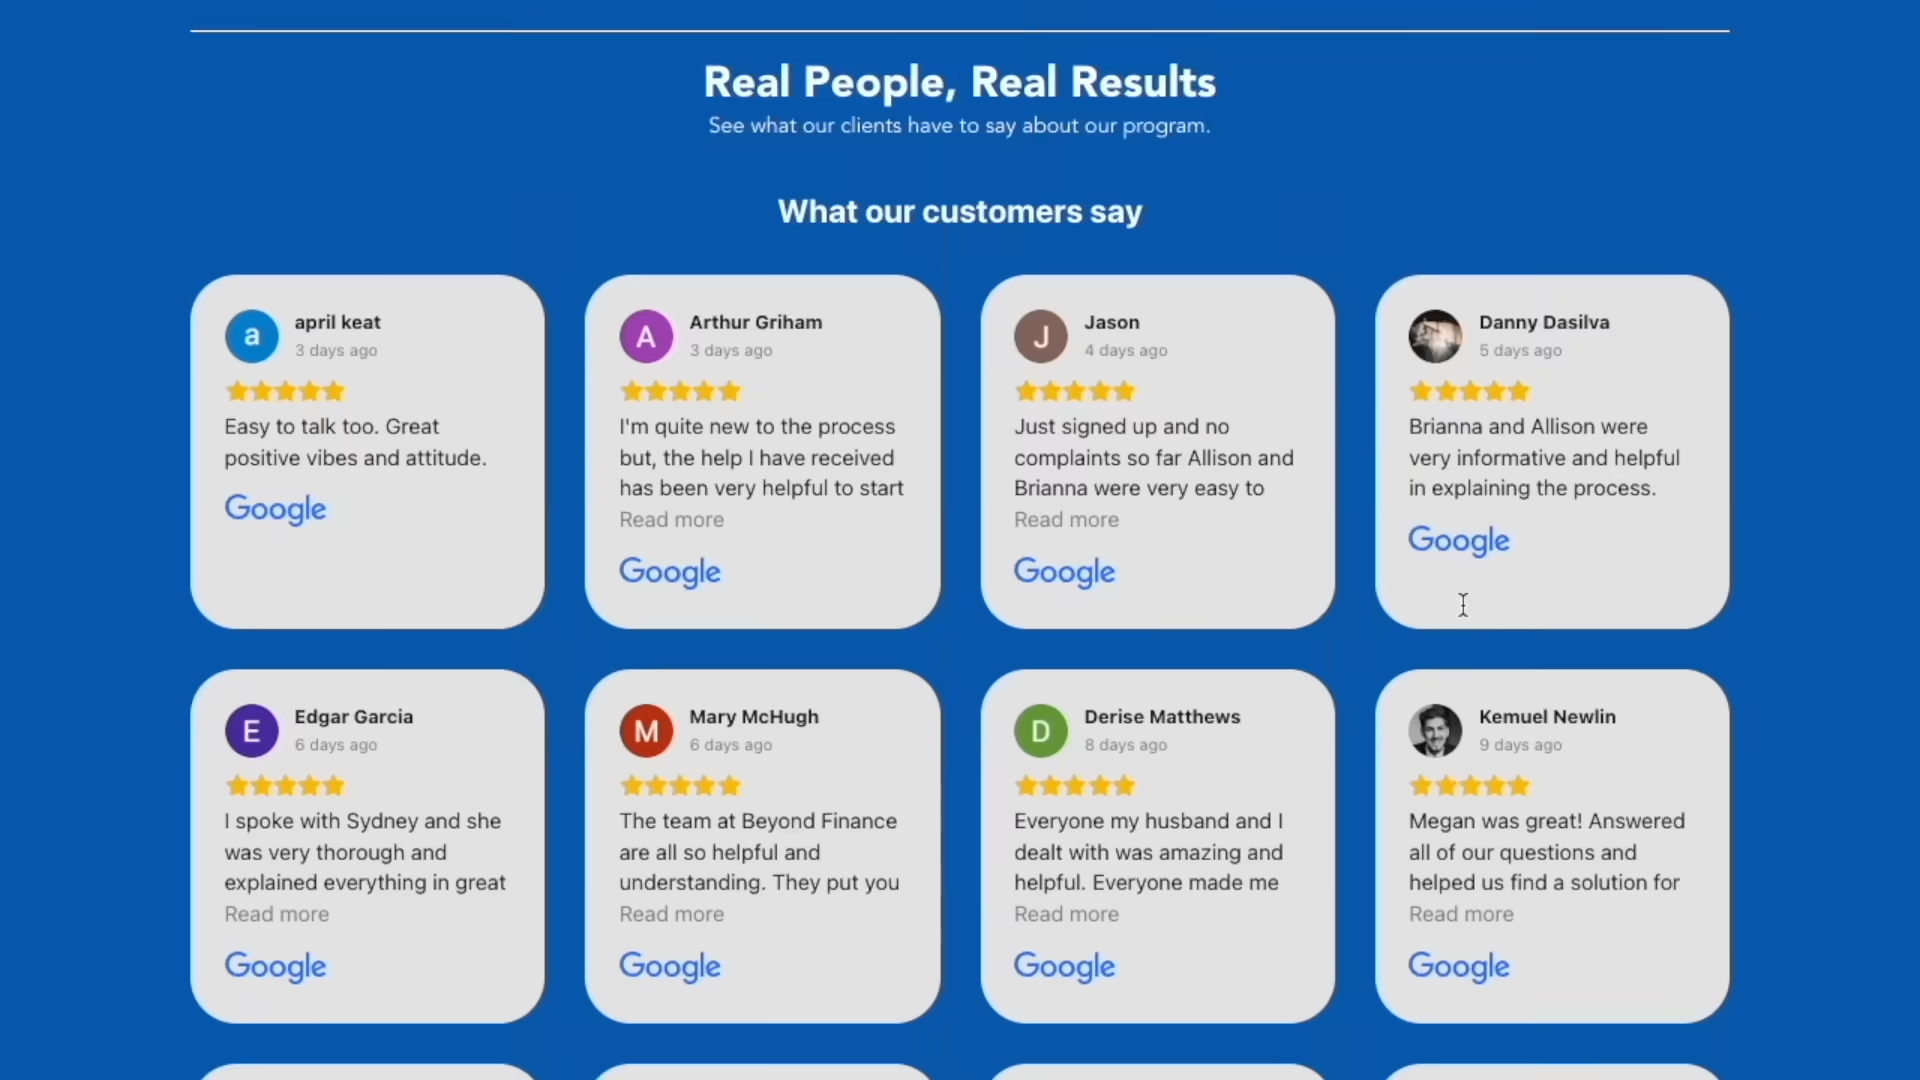 Real People, Real Results
See what our clients have to say about our program.
What our customers say
a
april keat
3 days ago
Easy to talk too. Great
positive vibes and attitude.
Google
A
Arthur Griham
3 days ago
I'm quite new to the process
but, the help I have received
has been very helpful to start
Read more
Google
J
Jason
4 days ago
Just signed up and no
complaints so far Allison and
Brianna were very easy to
Read more
Google
Danny Dasilva
5 days ago
Brianna and Allison were
very informative and helpful
in explaining the process.
Google
E
Edgar Garcia
6 days ago
I spoke with Sydney and she
was very thorough and
explained everything in great
Read more
Google
M
Mary McHugh
6 days ago
The team at Beyond Finance
are all so helpful and
understanding. They put you
Read more
Google
D
Derise Matthews
8 days ago
Everyone my husband and I
dealt with was amazing and
helpful. Everyone made me
Read more
Google
Kemuel Newlin
9 days ago
Megan was great! Answered
all of our questions and
helped us find a solution for
Read more
Google